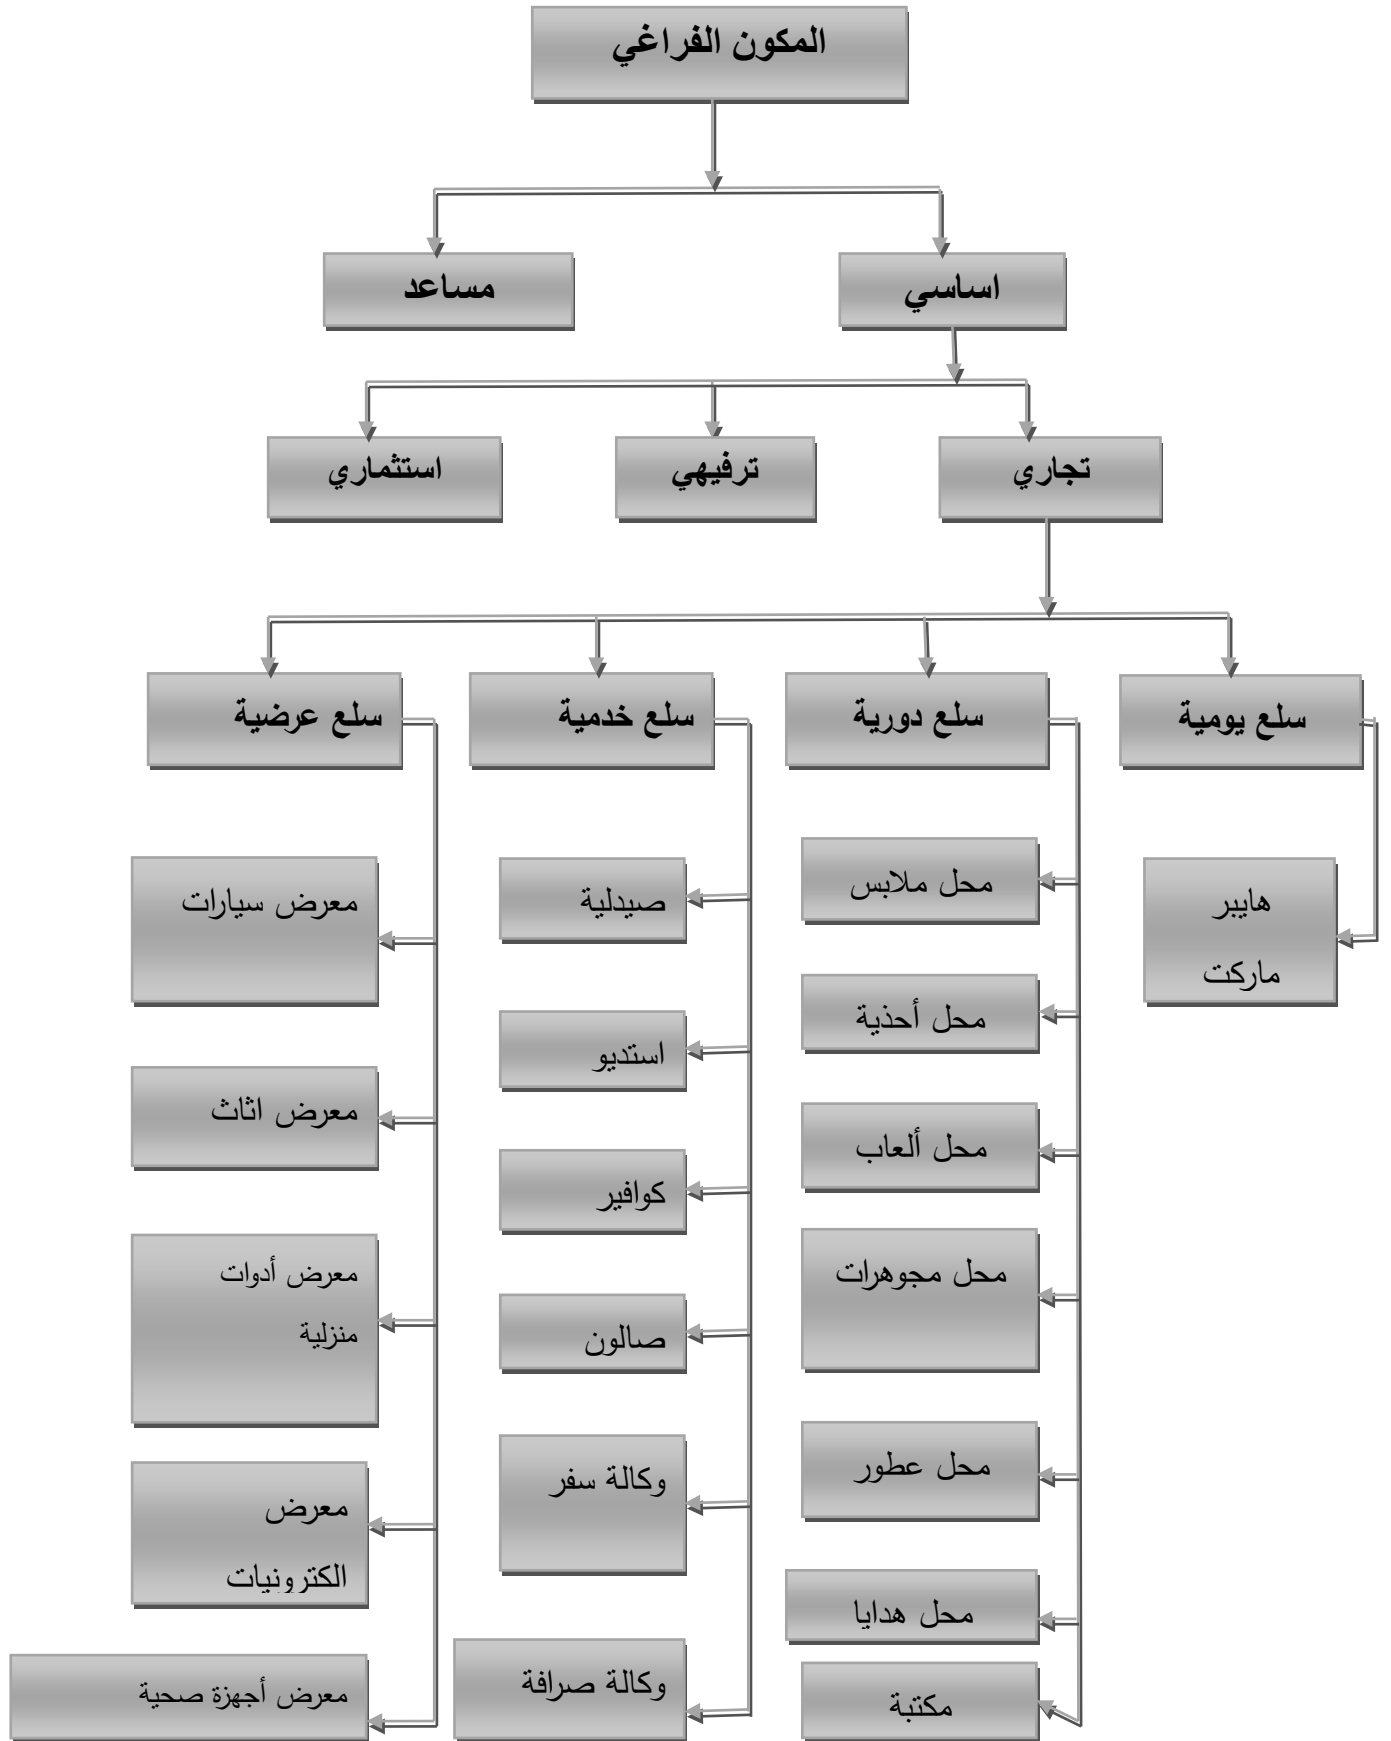 المكون الفراغي
اساسي
مساعد
تجاري
ترفيهي
استثماري
سلع يومية
سلع دورية
سلع خدمية
سلع عرضية
هايبر
ماركت
محل ملابس
محل أحذية
محل ألعاب
محل مجوهرات
محل عطور
محل هدايا
مكتبة
صيدلية
استديو
كوافير
صالون
وكالة سفر
وكالة صرافة
معرض سيارات
معرض اثاث
معرض أدوات
منزلية
معرض
الكترونيات
معرض أجهزة صحية